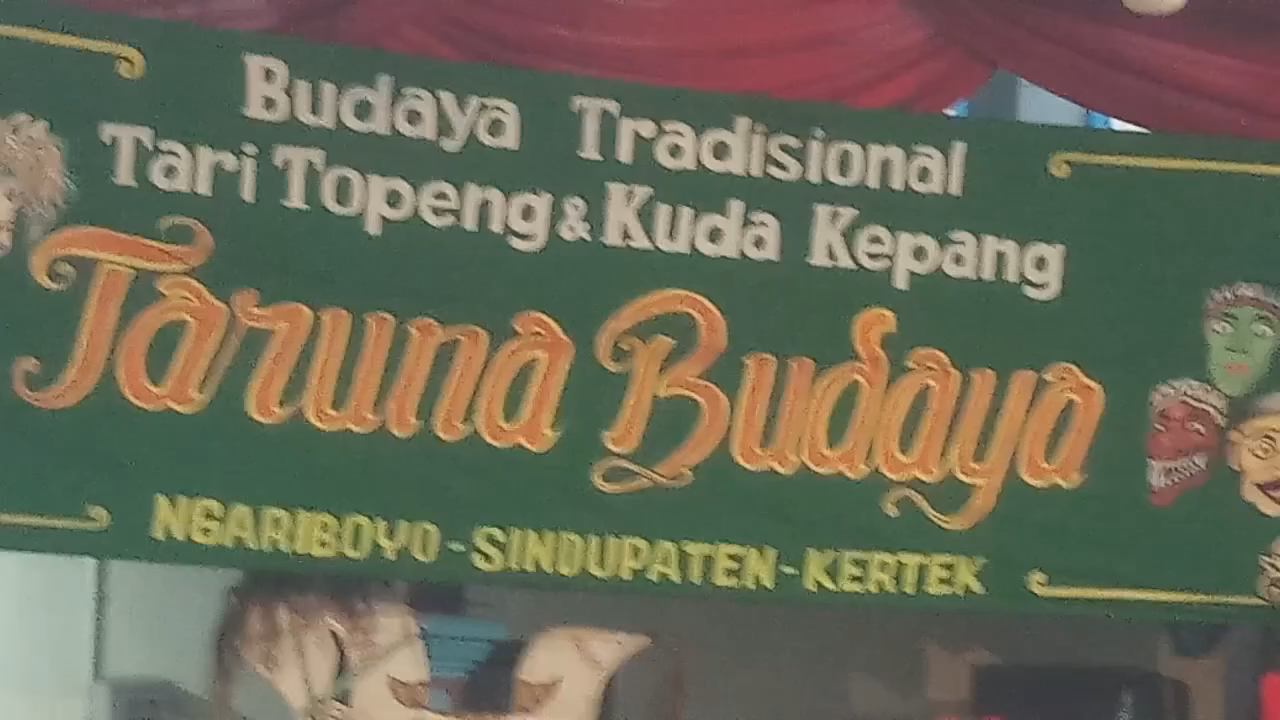 Budaya Tradisional
Tari Topeng & Kuda Kepang
Taruna Budaya
NGARIBOYO - SINDUPATEN - KERTEK